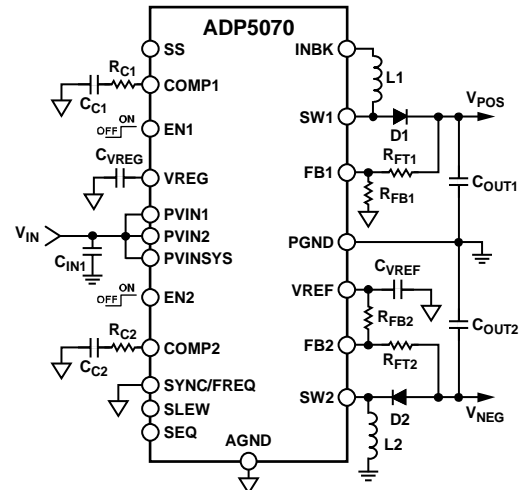 ADP5070
SS
INBK
RC1
L1
COMP1
CC1
SW1
VPOS
D1
ON
OFF
EN1
CVREG
FB1
RFT1
VREG
RFB1
COUT1
PVIN1
VIN
PVIN2
PGND
CIN1
PVINSYS
CVREF
ON
OFF
EN2
VREF
RFB2
COUT2
RC2
COMP2
FB2
RFT2
CC2
SYNC/FREQ
SW2
SLEW
D2
VNEG
SEQ
AGND
L2